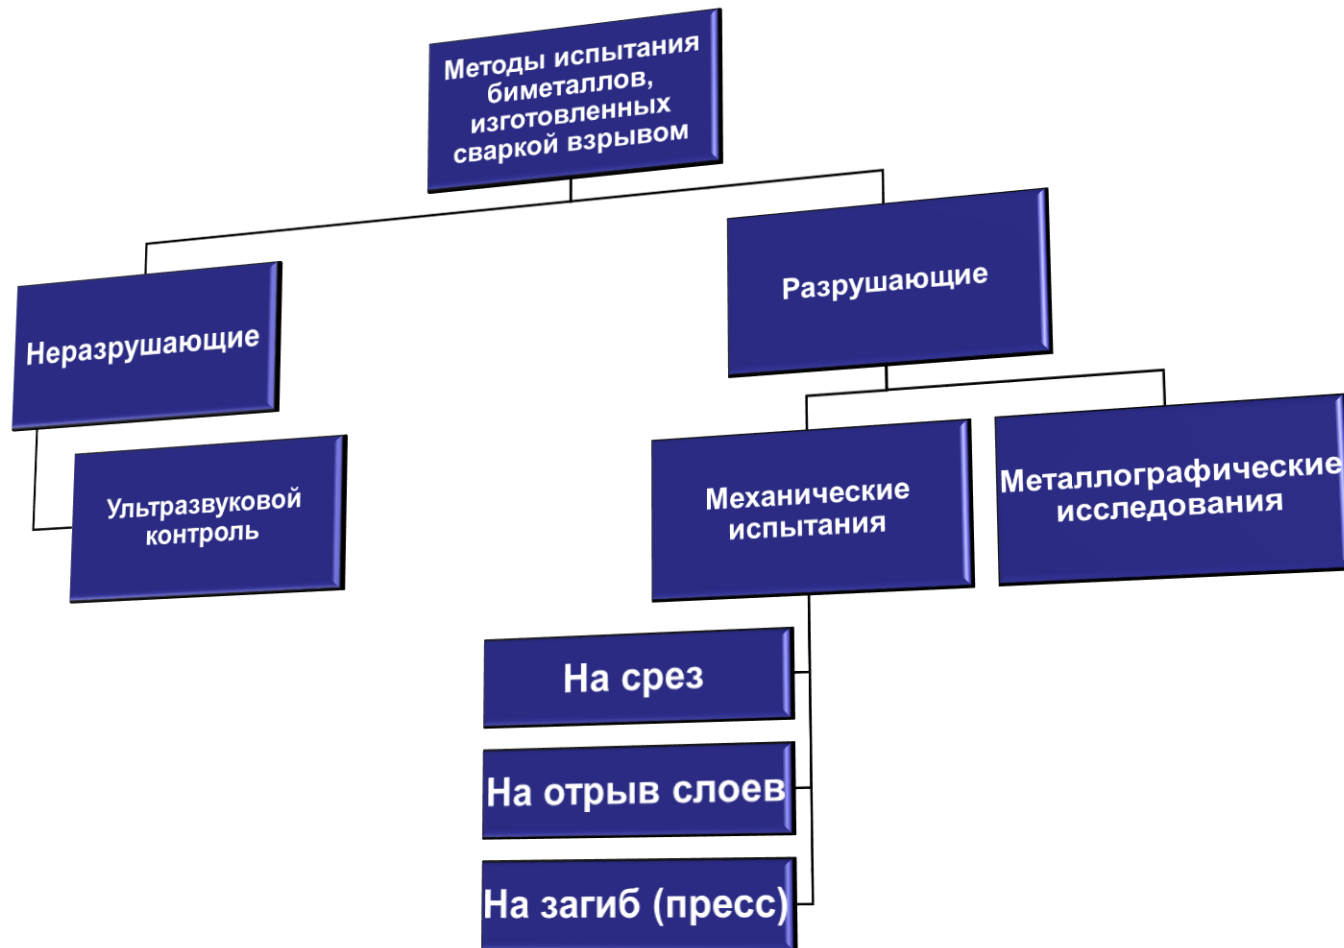 Методы испытания
биметаллов,
изготовленных
сваркой взрывом
Неразрушающие
Разрушающие
Ультразвуковой
контроль
Механические
испытания
Металлографические
исследования
На срез
На отрыв слоев
На загиб (пресс)